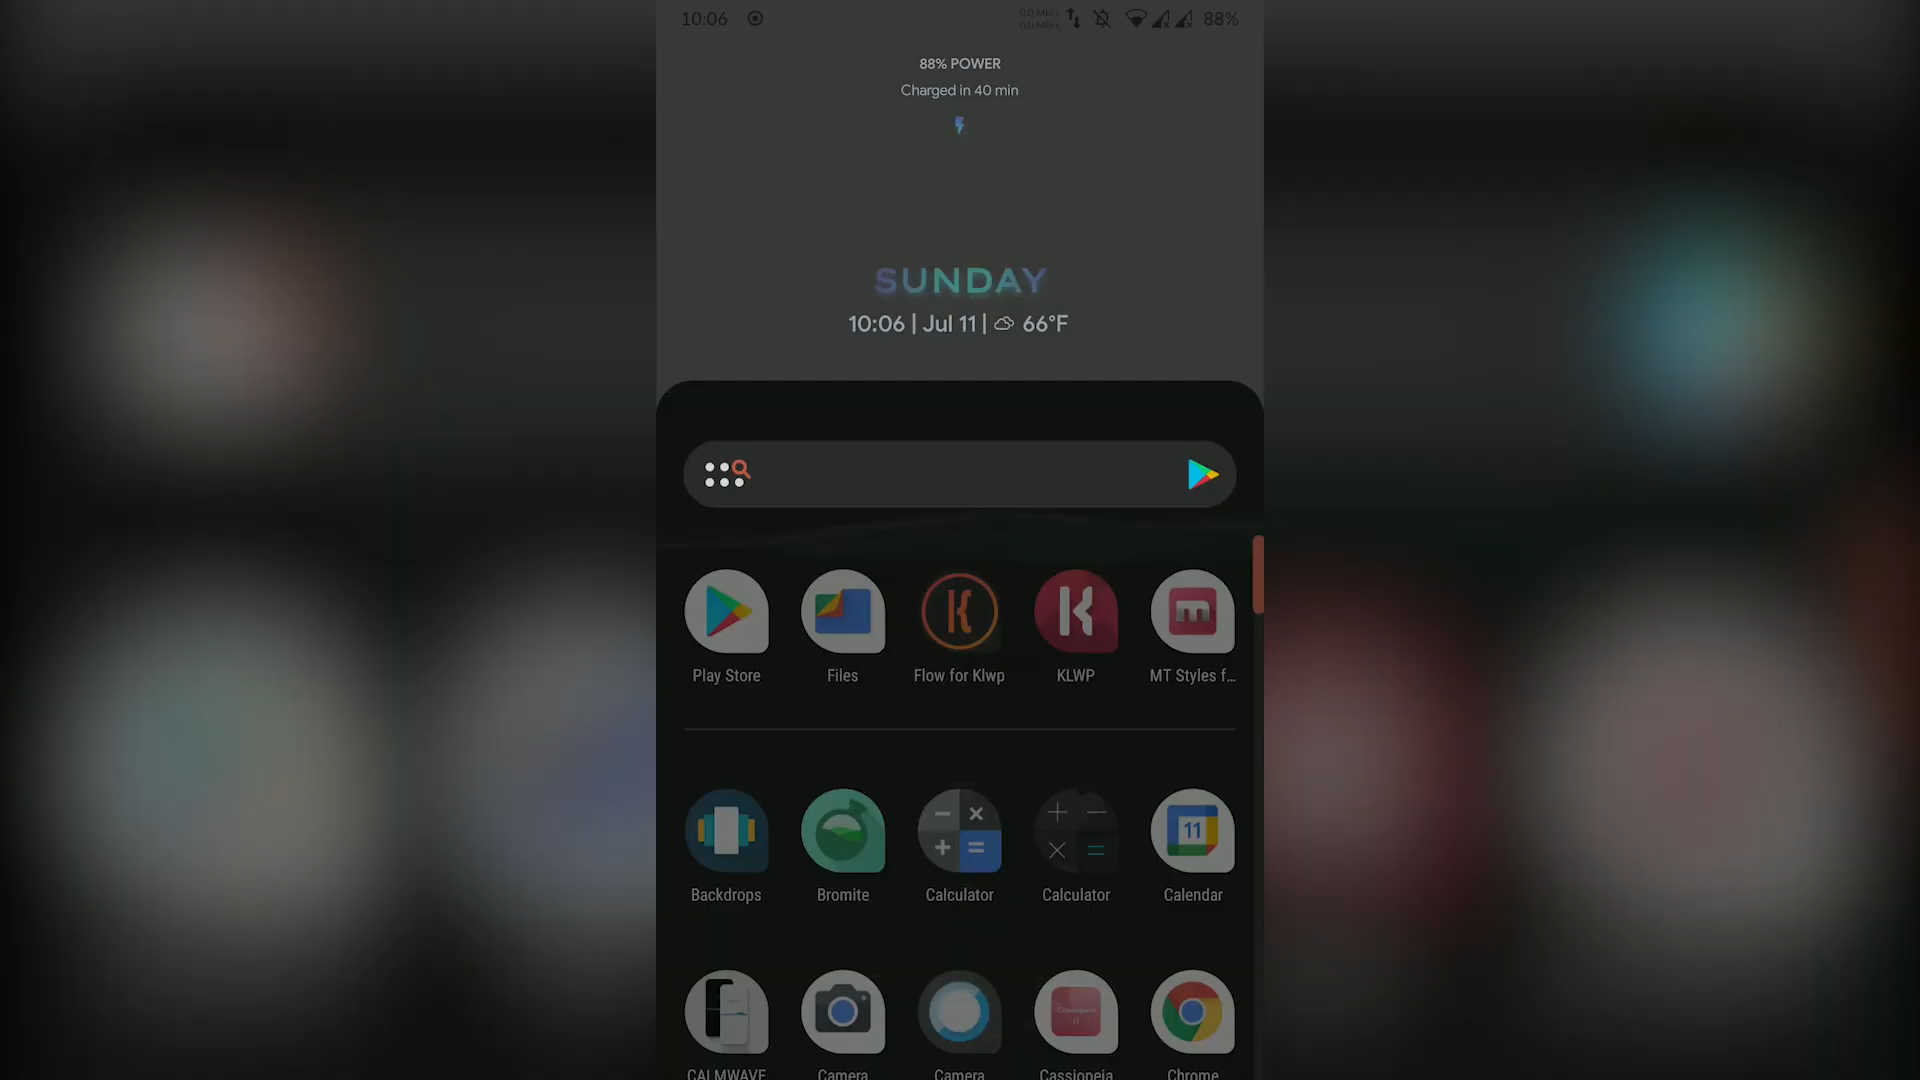 10:06 88%
88% POWER
Charged in 40 min
SUNDAY
10:06 | Jul 11 | 66°F
Play Store Files Flow for Klwp KLWP MT Styles f...
11
Backdrops Bromite Calculator Calculator Calendar
CALMWAVE Camera Camera Cassiopeia Chrome